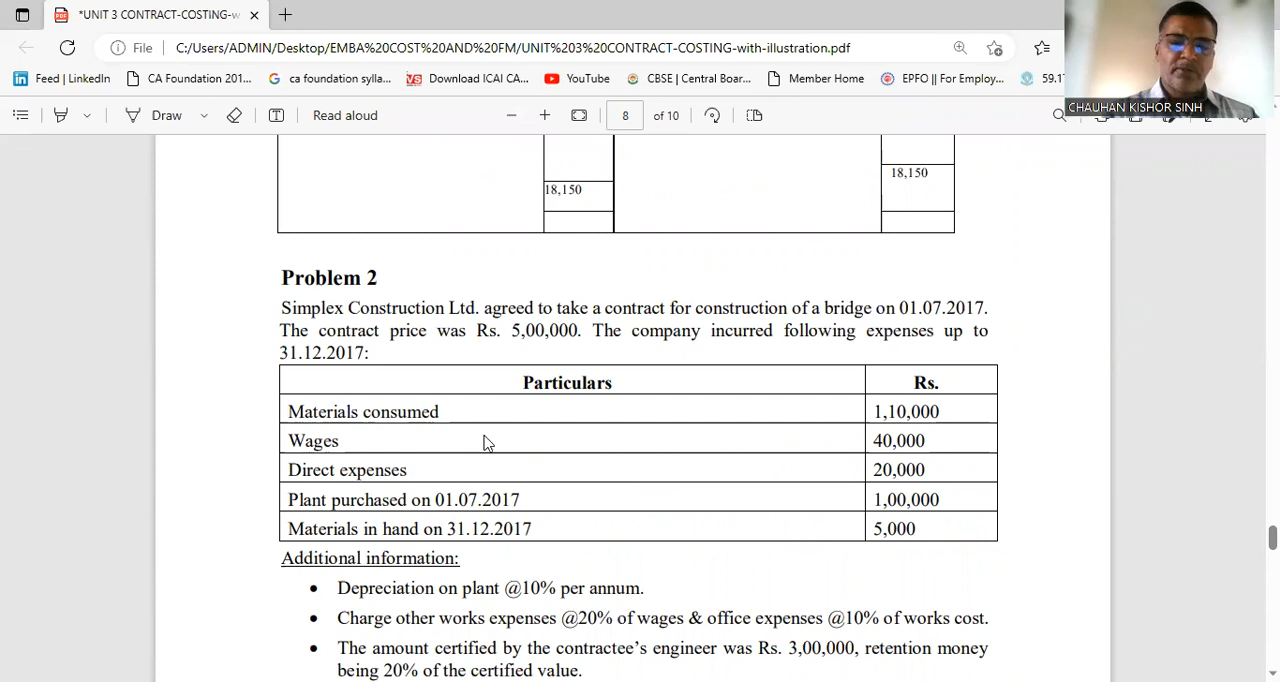 *UNIT 3 CONTRACT-COSTING-w
File
C:/Users/ADMIN/Desktop/EMBA%20COST%20AND%20FM/UNIT%203%20CONTRACT-COSTING-with-illustration.pdf
Feed | LinkedIn
CA Foundation 201...
ca foundation sylla...
Download ICAI CA...
YouTube
CBSE | Central Boar...
Member Home
EPFO || For Employ...
59.1
CHAUHAN KISHOR SINH
Draw
Read aloud
8 of 10
18,150
18,150
Problem 2
Simplex Construction Ltd. agreed to take a contract for construction of a bridge on 01.07.2017.
The contract price was Rs. 5,00,000. The company incurred following expenses up to
31.12.2017:
Particulars Rs.
Materials consumed 1,10,000
Wages 40,000
Direct expenses 20,000
Plant purchased on 01.07.2017 1,00,000
Materials in hand on 31.12.2017 5,000
Additional information:
• Depreciation on plant @10% per annum.
• Charge other works expenses @20% of wages & office expenses @10% of works cost.
• The amount certified by the contractee's engineer was Rs. 3,00,000, retention money
being 20% of the certified value.